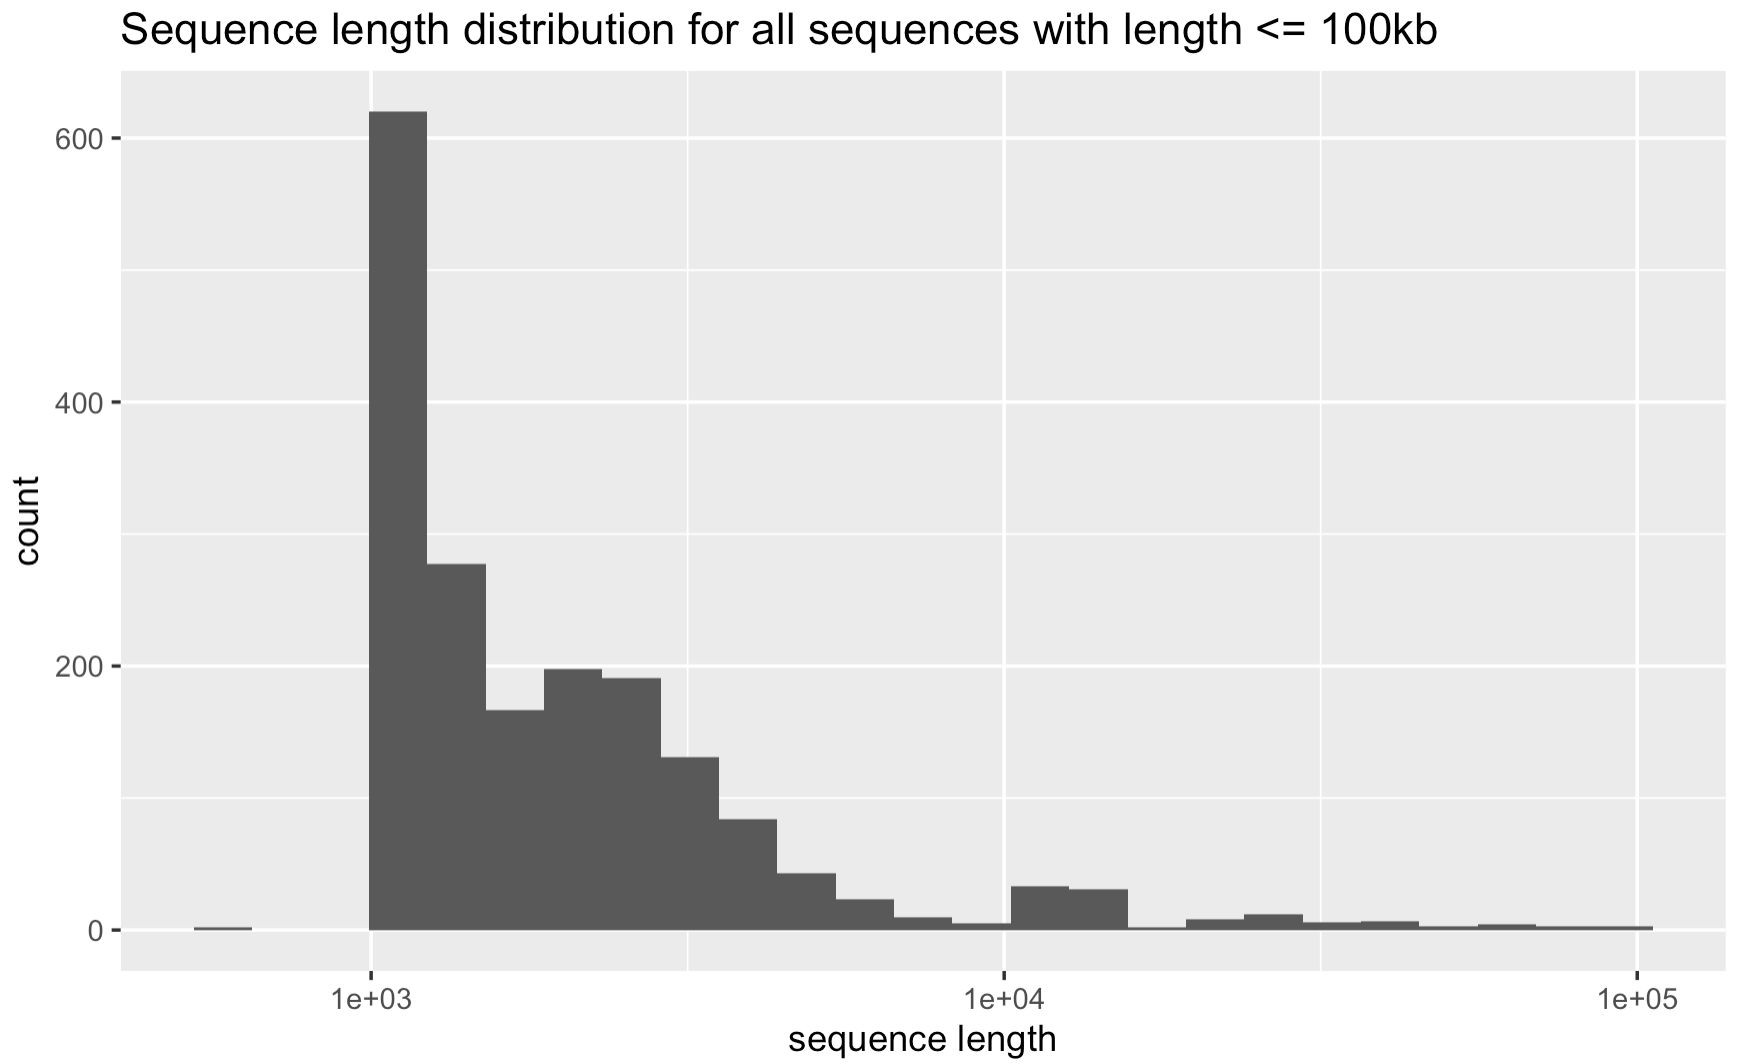 Sequence length distribution for all sequences with length <= 100kb
600
400
200
0
count
1e+03 1e+04 1e+05
sequence length